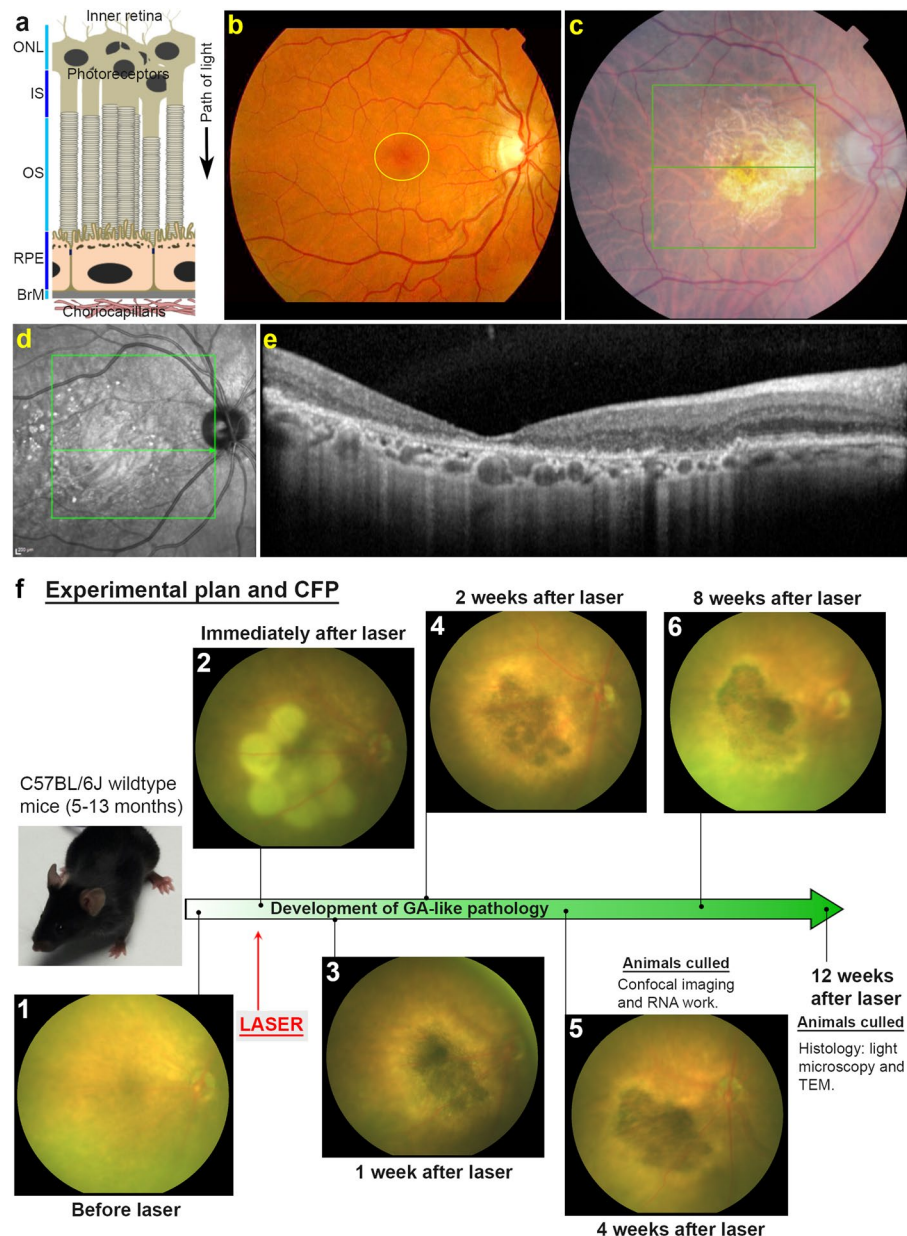 a
Inner retina
ONL
Photoreceptors
IS
Path of light
OS
RPE
BrM
Choriocapillaris
b
c
d
200 µm
e
f Experimental plan and CFP
2 weeks after laser
8 weeks after laser
Immediately after laser
4
6
2
C57BL/6J wildtype
mice (5-13 months)
Development of GA-like pathology
3
Animals culled
Confocal imaging
and RNA work.
12 weeks
after laser
Animals culled
Histology: light
microscopy and
TEM.
1
LASER
5
1 week after laser
Before laser
4 weeks after laser